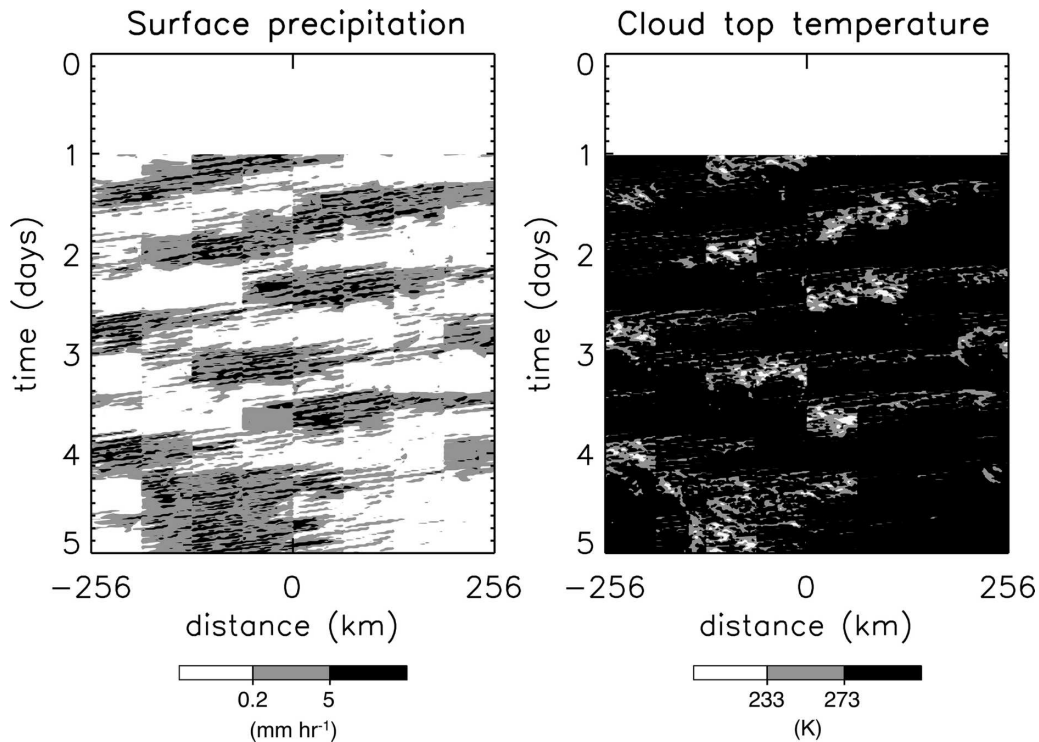 Surface precipitation
Cloud top temperature
0
1
2
3
4
5
time (days)
-256 0 256
distance (km)
0.2 5
(mm hr⁻¹)
0
1
2
3
4
5
time (days)
-256 0 256
distance (km)
233 273
(K)